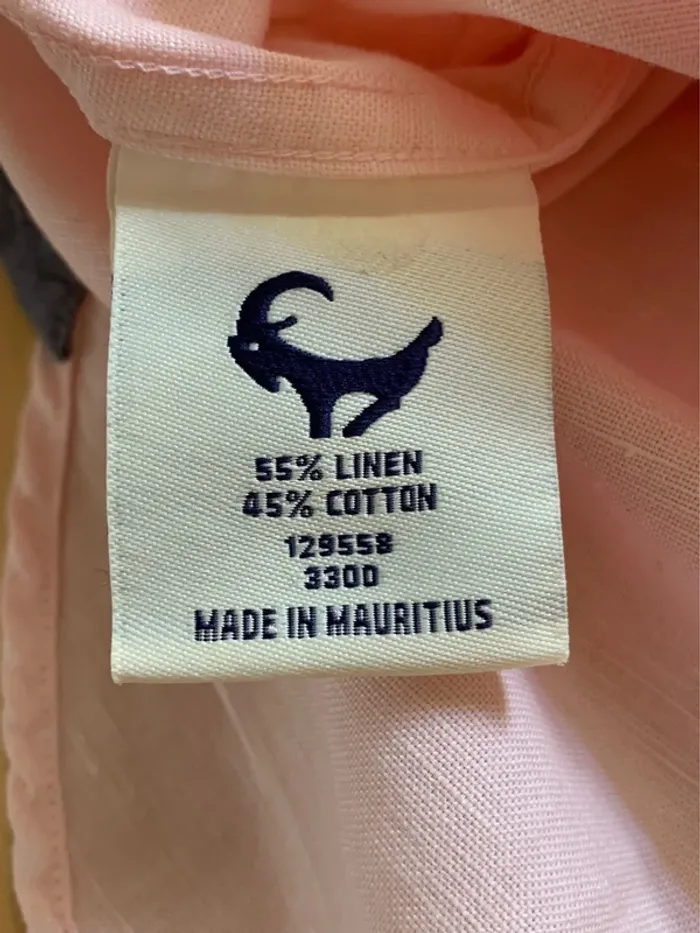 55% LINEN
45% COTTON
129558
3300
MADE IN MAURITIUS